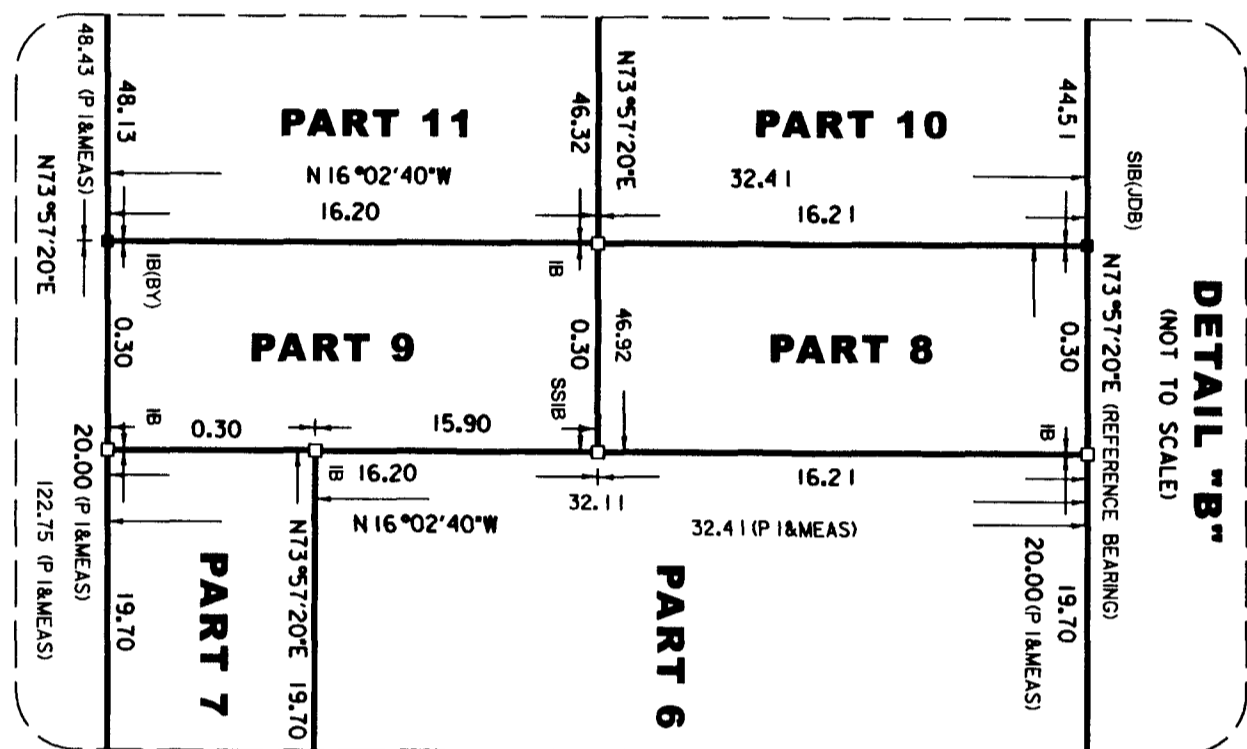 DETAIL "B"
(NOT TO SCALE)
48.43 (P1&MEAS)
N73°57'20"E
48.13
PART 11
N16°02'40"W
16.20
46.32
N73°57'20"E
PART 10
32.41
16.21
44.51
SIB(JDB)
N73°57'20"E (REFERENCE BEARING)
IB(BY)
IB
0.30
PART 9
0.30
46.92
PART 8
0.30
IB
0.30
15.90
SSIB
IB
IB
16.20
32.11
16.21
N16°02'40"W
32.41(P1&MEAS)
20.00 (P1&MEAS)
122.75 (P1&MEAS)
19.70
PART 7
N73°57'20"E 19.70
PART 6
20.00(P1&MEAS)
19.70